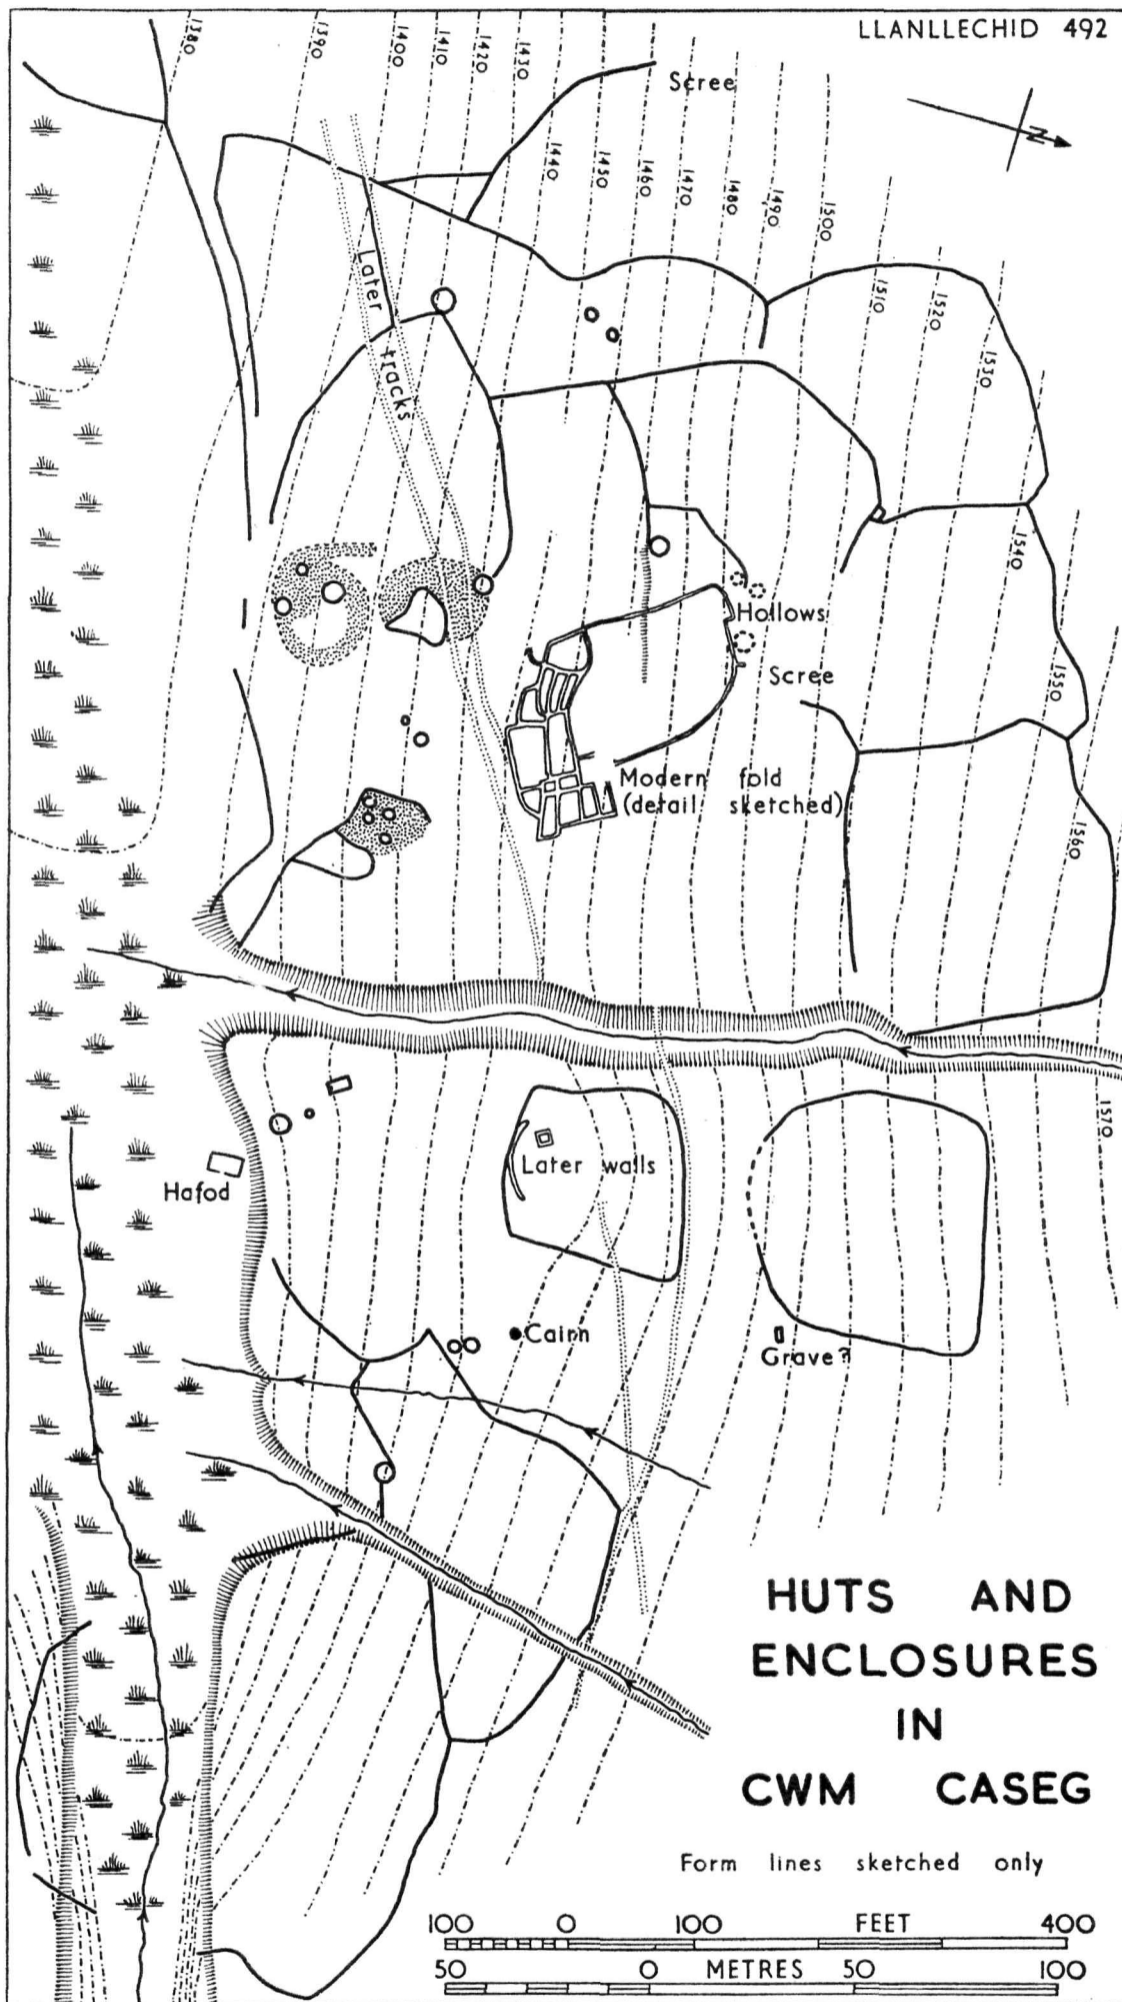 LLANLLECHID 492
1380
1390
1400
1410
1420
1430
1440
1450
1460
1470
1480
1490
1500
1510
1520
1530
1540
1550
1560
1570
Scree
N
Later tracks
Hollows
Scree
Modern fold
(detail sketched)
Later walls
Hafod
Cairn
Grave?
HUTS AND
ENCLOSURES
IN
CWM CASEG
Form lines sketched only
100 0 100 FEET 400
50 0 METRES 50 100